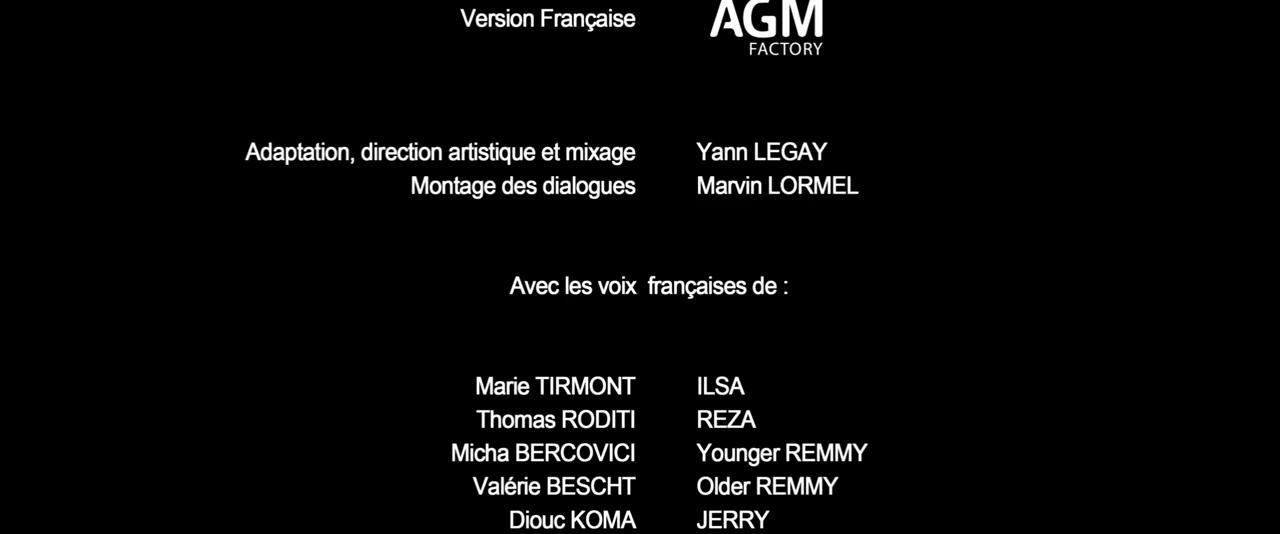 Version Française AGM
FACTORY
Adaptation, direction artistique et mixage Yann LEGAY
Montage des dialogues Marvin LORMEL
Avec les voix françaises de :
Marie TIRMONT ILSA
Thomas RODITI REZA
Micha BERCOVICI Younger REMMY
Valérie BESCHT Older REMMY
Diouc KOMA JERRY